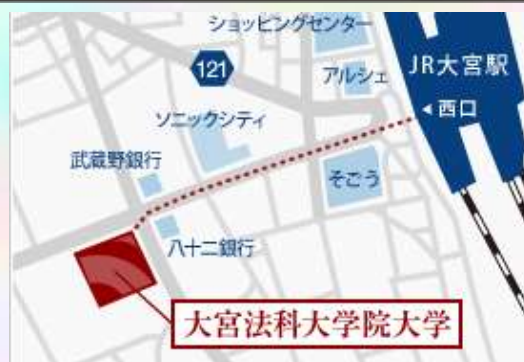 ショッピングセンター
121
アルシェ
JR大宮駅
◀西口
ソニックシティ
武蔵野銀行
そごう
八十二銀行
大宮法科大学院大学